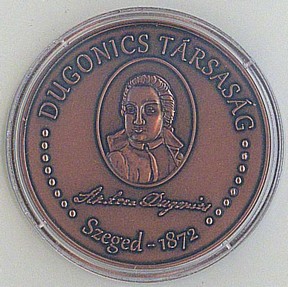 DUGONICS TÁRSASÁG
Andreas Dugonics
Szeged - 1872